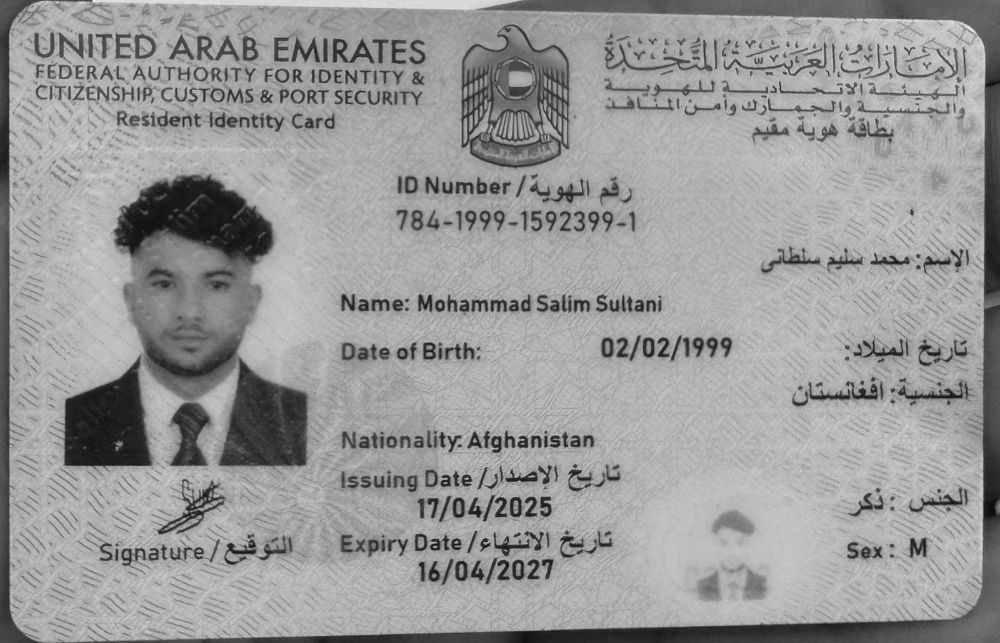 UNITED ARAB EMIRATES
FEDERAL AUTHORITY FOR IDENTITY &
CITIZENSHIP, CUSTOMS & PORT SECURITY
Resident Identity Card
الإمارات العربية المتحدة
الهيئة الاتحادية للهوية
والجنسية والجمارك وأمن المنافذ
بطاقة هوية مقيم
ID Number / رقم الهوية
784-1999-1592399-1
الإسم: محمد سليم سلطانى
Name: Mohammad Salim Sultani
Date of Birth: 02/02/1999 تاريخ الميلاد:
الجنسية: افغانستان
Nationality: Afghanistan
Issuing Date / تاريخ الإصدار
17/04/2025
الجنس : ذكر
Expiry Date / تاريخ الانتهاء
16/04/2027
Sex: M
Signature / التوقيع